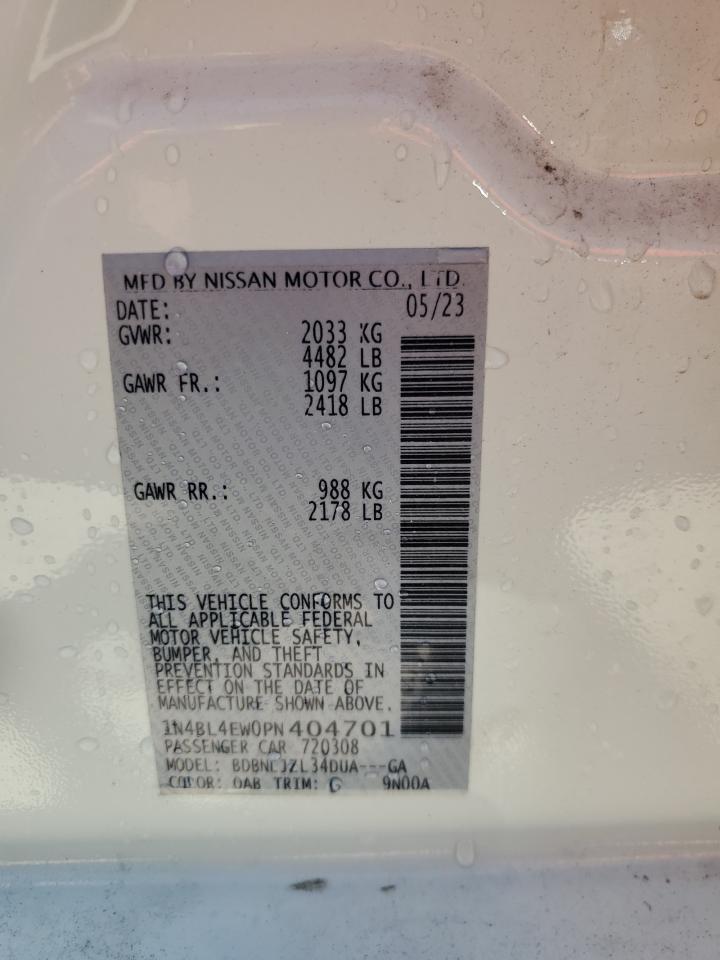 MFD BY NISSAN MOTOR CO., LTD.
DATE: 05/23
GVWR: 2033 KG
4482 LB
GAWR FR.: 1097 KG
2418 LB
GAWR RR.: 988 KG
2178 LB
THIS VEHICLE CONFORMS TO
ALL APPLICABLE FEDERAL
MOTOR VEHICLE SAFETY,
BUMPER, AND THEFT
PREVENTION STANDARDS IN
EFFECT ON THE DATE OF
MANUFACTURE SHOWN ABOVE.
1N4BL4EW0PN404701
PASSENGER CAR 720308
MODEL: ZL34DUA---GA
COLOR: QAB TRIM: G 9N00A